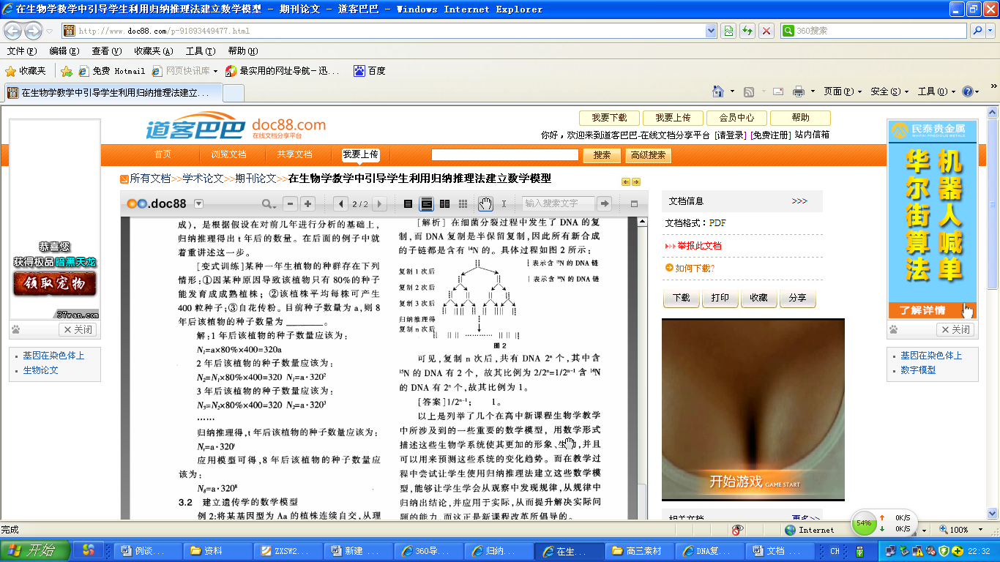 在生物学教学中引导学生利用归纳推理法建立数学模型 - 期刊论文 - 道客巴巴 - Windows Internet Explorer
http://www.doc88.com/p-91893449477.html
360搜索
文件(F) 编辑(E) 查看(V) 收藏夹(A) 工具(T) 帮助(H)
收藏夹 免费 Hotmail 网页快讯库 最实用的网址导航－迅... 百度
在生物学教学中引导学生利用归纳推理法建立... 页面(P) 安全(S) 工具(O)
恭喜您
获得极品暗黑天龙
领取宠物
37wan.com
关闭
基因在染色体上
生物论文
道客巴巴 doc88.com
在线文档分享平台
我要下载 我要上传 会员中心 帮助
你好，欢迎来到道客巴巴-在线文档分享平台 [请登录] [免费注册] 站内信箱
首页 浏览文档 共享文档 我要上传 搜索 高级搜索
所有文档>>学术论文>>期刊论文>>在生物学教学中引导学生利用归纳推理法建立数学模型
.doc88 2/2 输入搜索文字
成），是根据假设在对前几年进行分析的基础上，
归纳推理得出 t 年后的数量。在后面的例子中就
着重讲述这一步。
[变式训练]某种一年生植物的种群存在下列
情形：①因某种原因导致该植物只有 80%的种子
能发育成成熟植株；②该植株平均每株可产生
400 粒种子；③自花传粉。目前种子数量为 a，则 8
年后该植物的种子数量为 ________。
解：1 年后该植物的种子数量应该为：
N₁=a×80%×400=320a
2 年后该植物的种子数量应该为：
N₂=N₁×80%×400=320 N₁=a·320²
3 年后该植物的种子数量应该为：
N₃=N₂×80%×400=320 N₂=a·320³
……
归纳推理得，t 年后该植物的种子数量应该为：
Nₜ=a·320ᵗ
应用模型可得，8 年后该植物的种子数量应
该为：
N₈=a·320⁸
3.2 建立遗传学的数学模型
例 2：将某基因型为 Aa 的植株连续自交，从理
[解析] 在细菌分裂过程中发生了 DNA 的复
制，而 DNA 复制是半保留复制，因此所有新合成
的子链都是含有 ¹⁴N 的。具体过程如图 2 所示：
表示含 ¹⁵N 的 DNA 链
复制 1 次后
表示含 ¹⁴N 的 DNA 链
复制 2 次后
复制 3 次后
归纳推理得
复制 n 次后
图 2
可见，复制 n 次后，共有 DNA 2ⁿ 个，其中含
¹⁵N 的 DNA 有 2 个，故其比例为 2/2ⁿ=1/2ⁿ⁻¹ 含 ¹⁴N
的 DNA 有 2ⁿ 个，故其比例为 1。
[答案]1/2ⁿ⁻¹； 1。
以上是列举了几个在高中新课程生物学教学
中所涉及到的一些重要的数学模型，用数学形式
描述这些生物学系统使其更加的形象、生，并且
可以用来预测这些系统的变化趋势。而在教学过
程中尝试让学生使用归纳推理法建立这些数学模
型，能够让学生学会从观察中发现规律，从规律中
归纳出结论，并应用于实际，从而提升解决实际问
题的能力，而这正是新课程改革所倡导的。
文档信息 >>>
文档格式：PDF
举报此文档
如何下载?
下载 打印 收藏 分享
开始游戏 GAME START
相关文档 更多>>
民泰贵金属
机器人喊单
华尔街算法
了解详情
关闭
基因在染色体上
数学模型
完成 Internet 54% 0K/S 0K/S 100%
开始 例谈... 资料 ZXSW2... 新建 ... 360导... 归纳... 在生... 高三素材 DNA复... 文档 ... CH 22:32